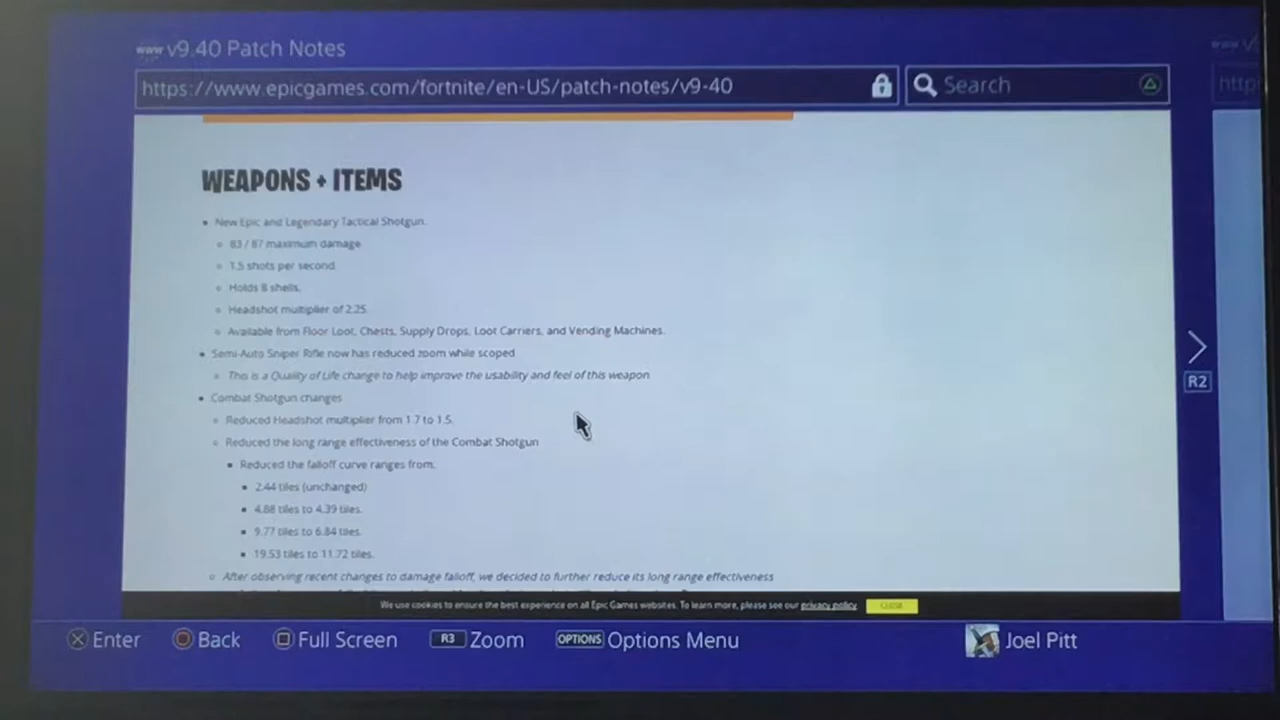 www v9.40 Patch Notes
https://www.epicgames.com/fortnite/en-US/patch-notes/v9-40
Search
WEAPONS + ITEMS
New Epic and Legendary Tactical Shotgun.
83 / 87 maximum damage
1.5 shots per second.
Holds 8 shells.
Headshot multiplier of 2.25.
Available from Floor Loot, Chests, Supply Drops, Loot Carriers, and Vending Machines.
Semi-Auto Sniper Rifle now has reduced zoom while scoped
This is a Quality of Life change to help improve the usability and feel of this weapon
Combat Shotgun changes
Reduced Headshot multiplier from 1.7 to 1.5.
Reduced the long range effectiveness of the Combat Shotgun
Reduced the falloff curve ranges from.
2.44 tiles (unchanged)
4.88 tiles to 4.39 tiles.
9.77 tiles to 6.84 tiles.
19.53 tiles to 11.72 tiles.
After observing recent changes to damage falloff, we decided to further reduce its long range effectiveness
We use cookies to ensure the best experience on all Epic Games websites. To learn more, please see our privacy policy
CLOSE
R2
Enter
Back
Full Screen
R3 Zoom
OPTIONS Options Menu
Joel Pitt